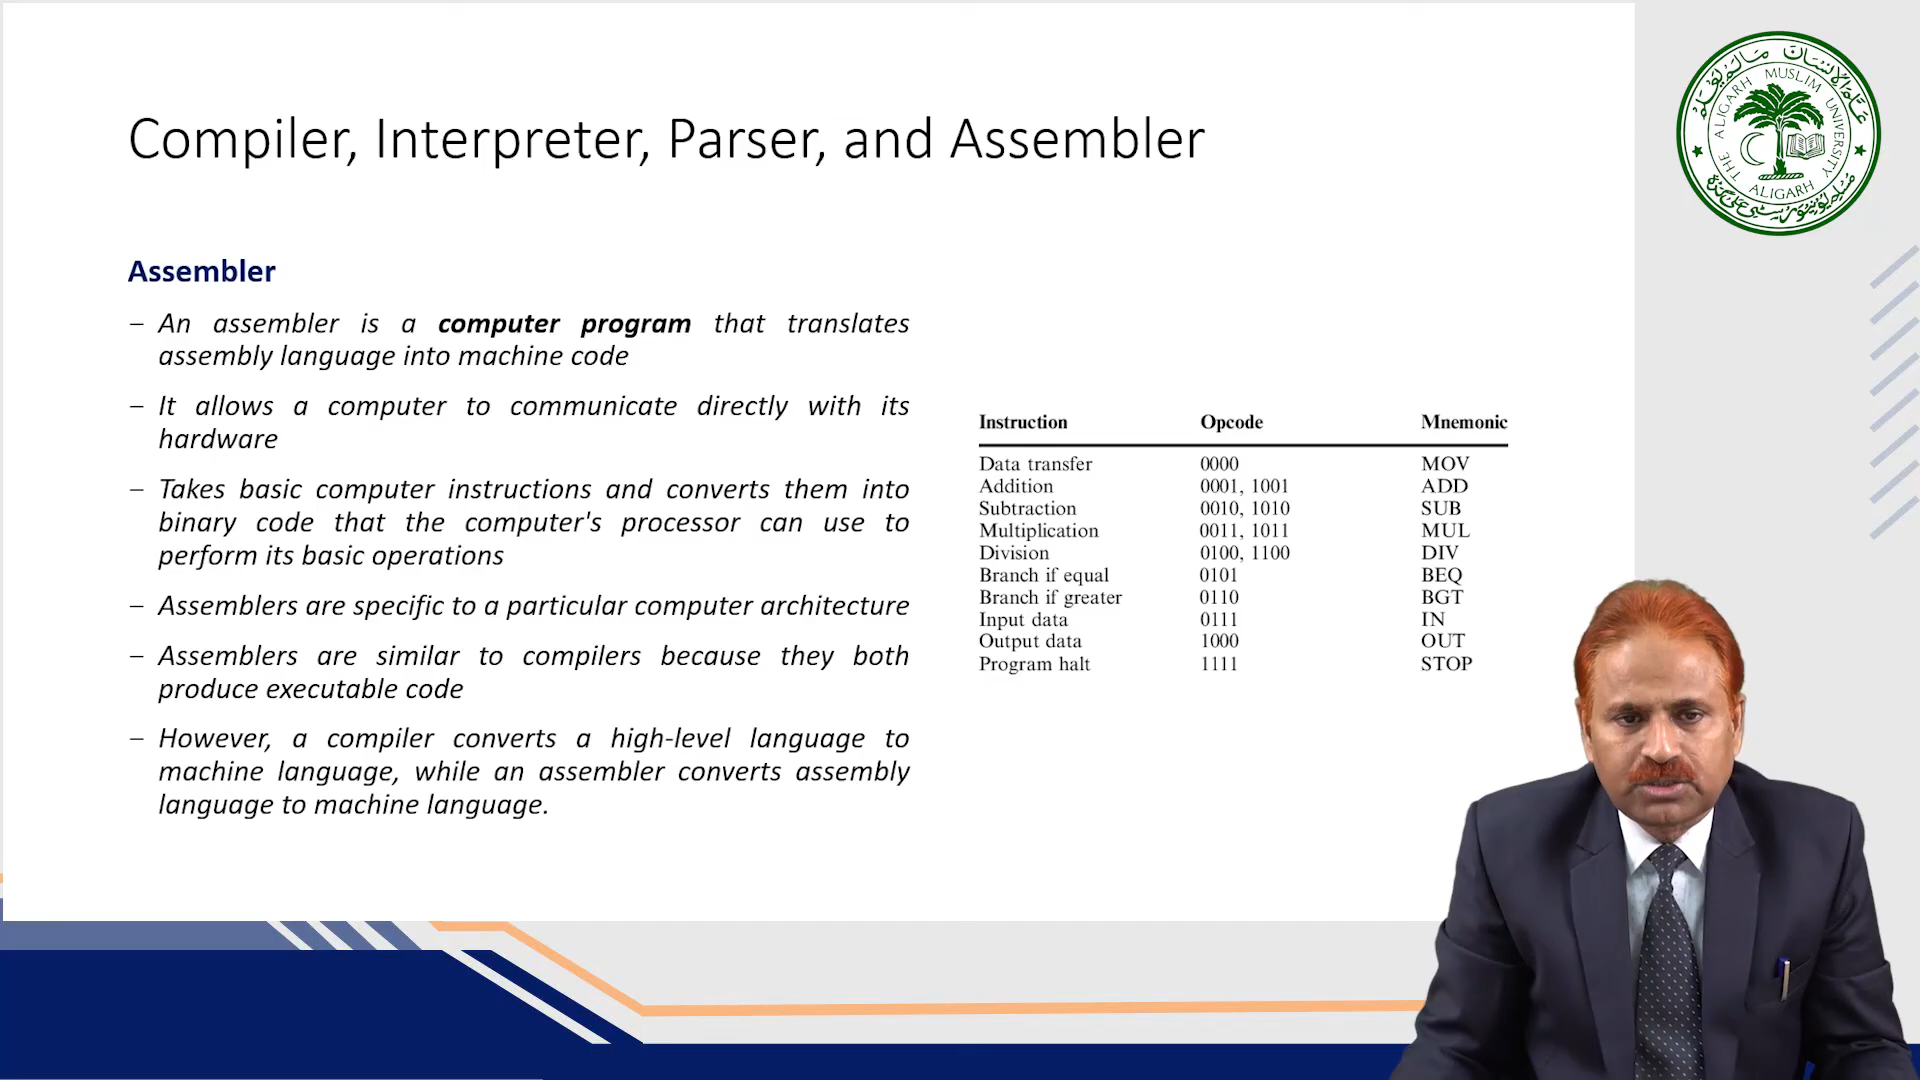 Compiler, Interpreter, Parser, and Assembler
Assembler
– An assembler is a computer program that translates
assembly language into machine code
– It allows a computer to communicate directly with its
hardware
– Takes basic computer instructions and converts them into
binary code that the computer's processor can use to
perform its basic operations
– Assemblers are specific to a particular computer architecture
– Assemblers are similar to compilers because they both
produce executable code
– However, a compiler converts a high-level language to
machine language, while an assembler converts assembly
language to machine language.
Instruction Opcode Mnemonic
Data transfer 0000 MOV
Addition 0001, 1001 ADD
Subtraction 0010, 1010 SUB
Multiplication 0011, 1011 MUL
Division 0100, 1100 DIV
Branch if equal 0101 BEQ
Branch if greater 0110 BGT
Input data 0111 IN
Output data 1000 OUT
Program halt 1111 STOP
علم الانسان مالم يعلم
THE ALIGARH MUSLIM UNIVERSITY
ALIGARH